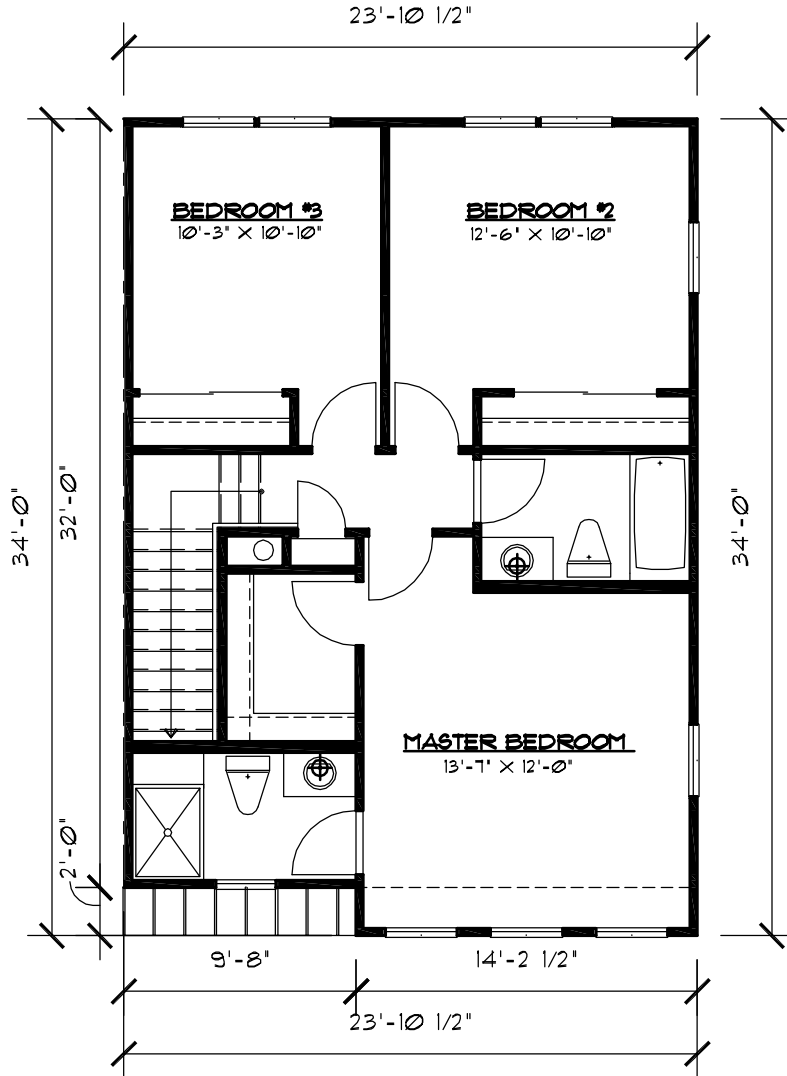 23'-10 1/2"
BEDROOM #3
10'-3" X 10'-10"
BEDROOM #2
12'-6" X 10'-10"
34'-0"
32'-0"
34'-0"
MASTER BEDROOM
13'-7" X 12'-0"
2'-0"
9'-8"
14'-2 1/2"
23'-10 1/2"